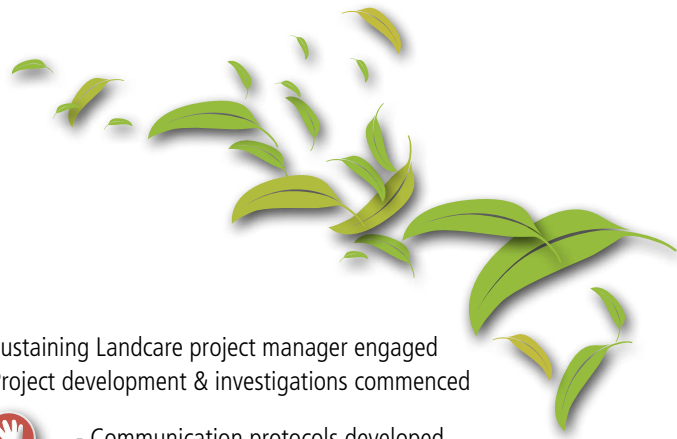 ustaining Landcare project manager engaged
roject development & investigations commenced
- Communication protocols developed